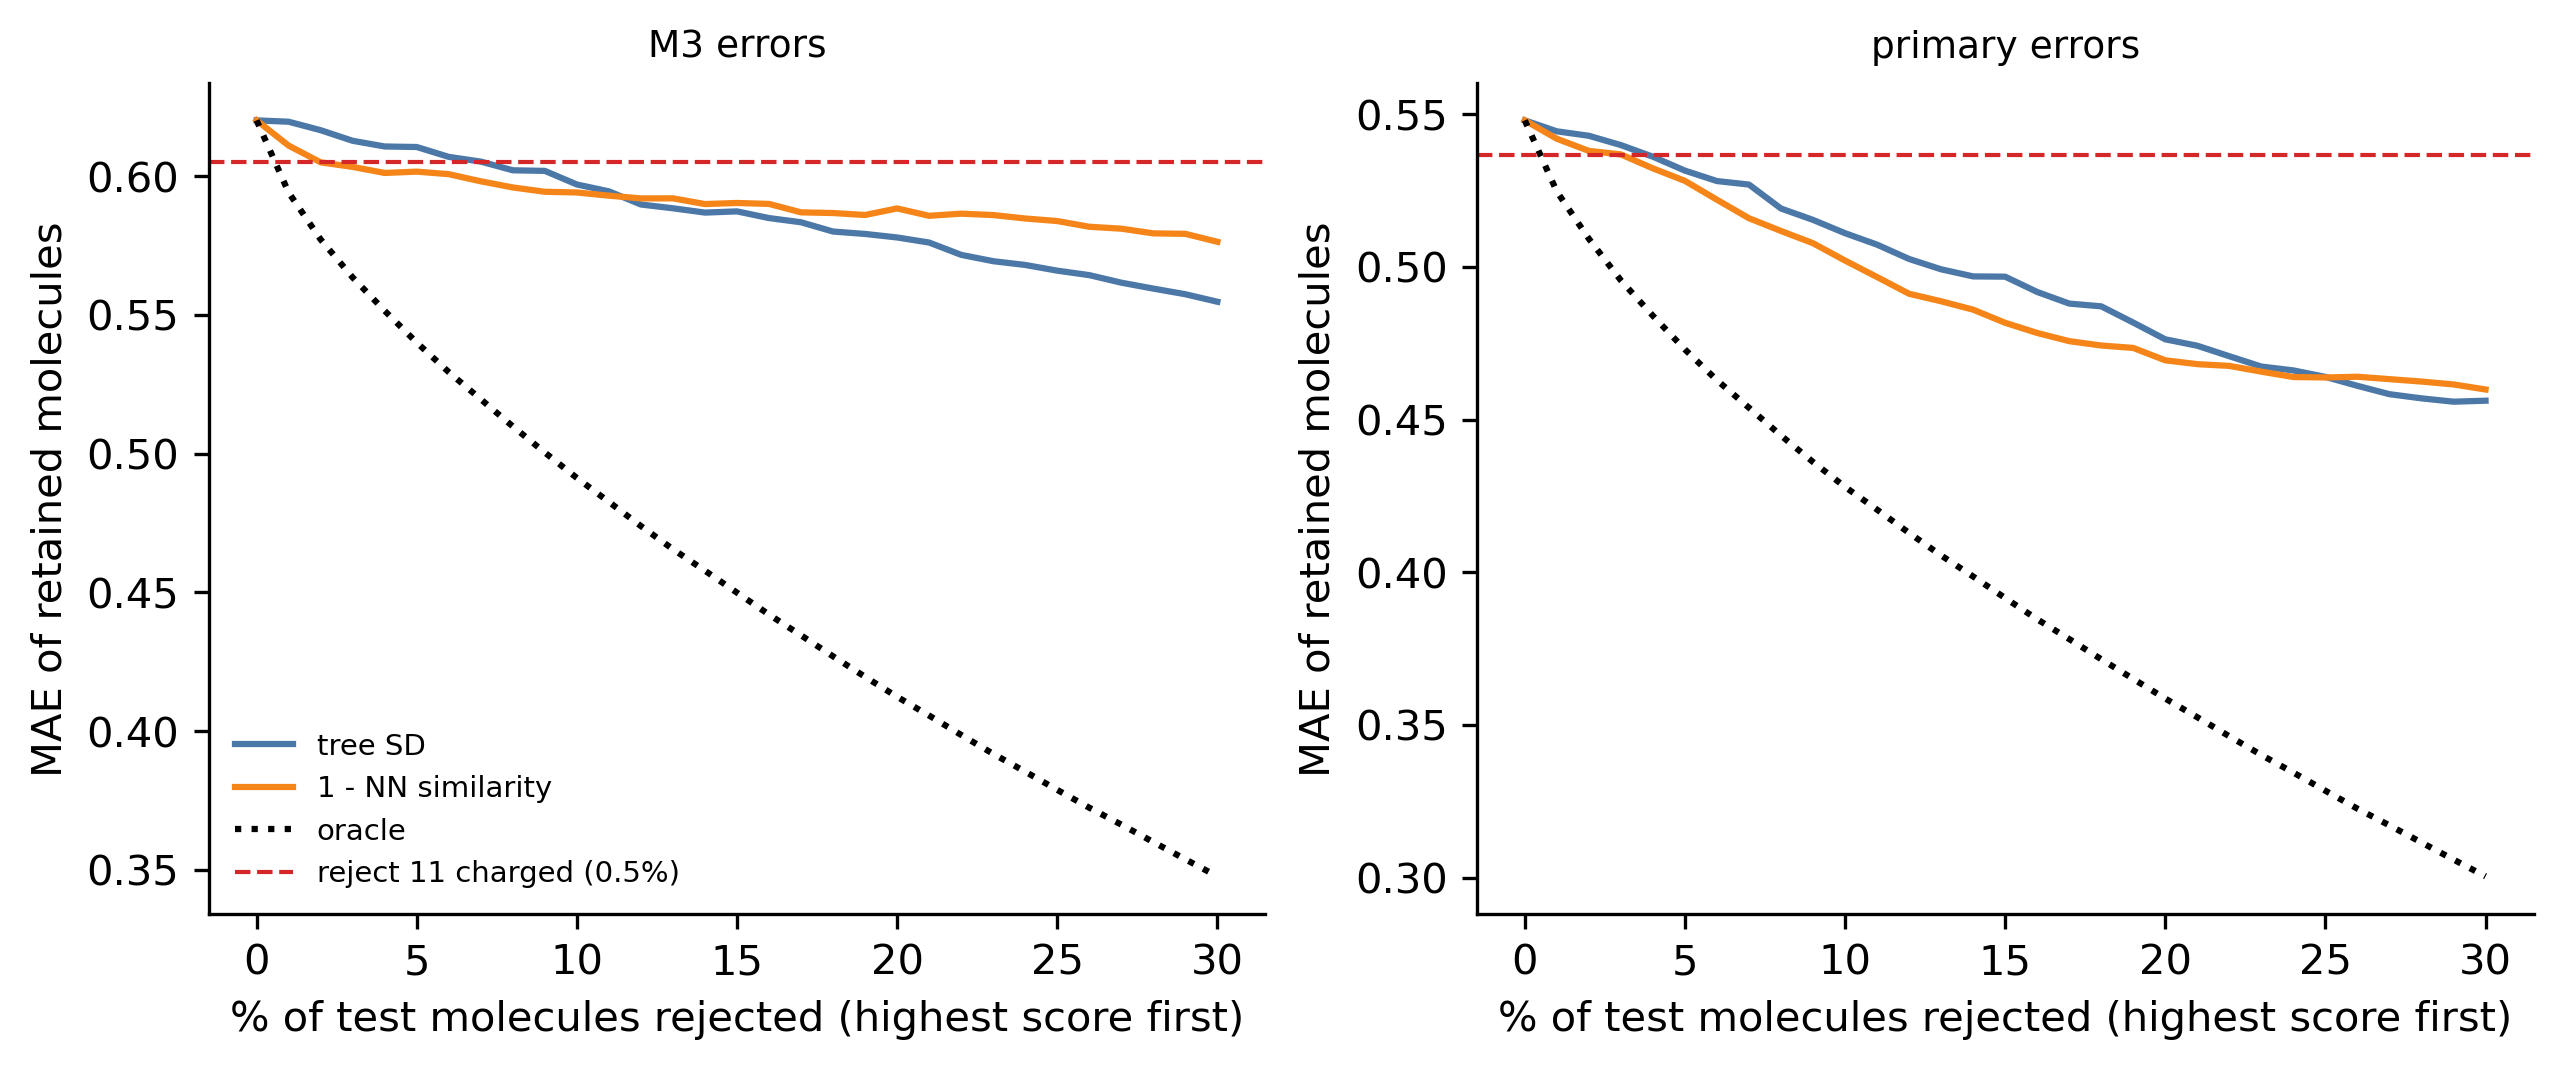 M3 errors
MAE of retained molecules
0.60
0.55
0.50
0.45
0.40
0.35
tree SD
1 - NN similarity
oracle
reject 11 charged (0.5%)
0 5 10 15 20 25 30
% of test molecules rejected (highest score first)
primary errors
MAE of retained molecules
0.55
0.50
0.45
0.40
0.35
0.30
0 5 10 15 20 25 30
% of test molecules rejected (highest score first)